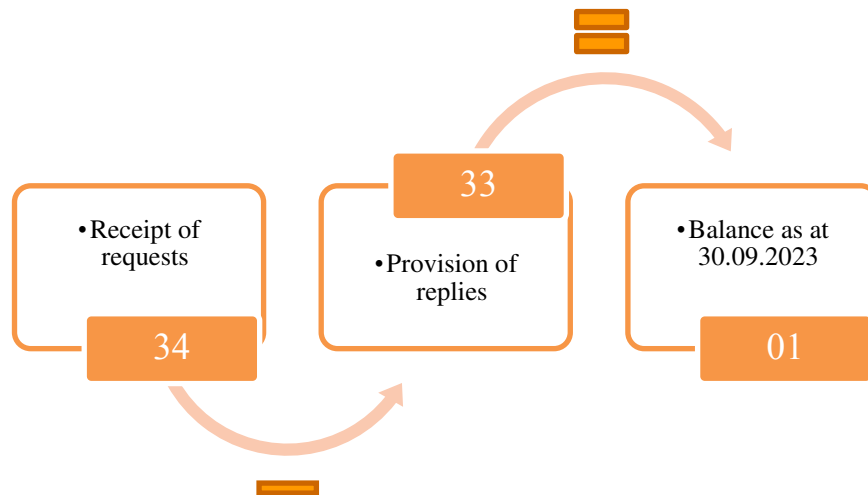 •Receipt of
requests
34
33
•Provision of
replies
•Balance as at
30.09.2023
01